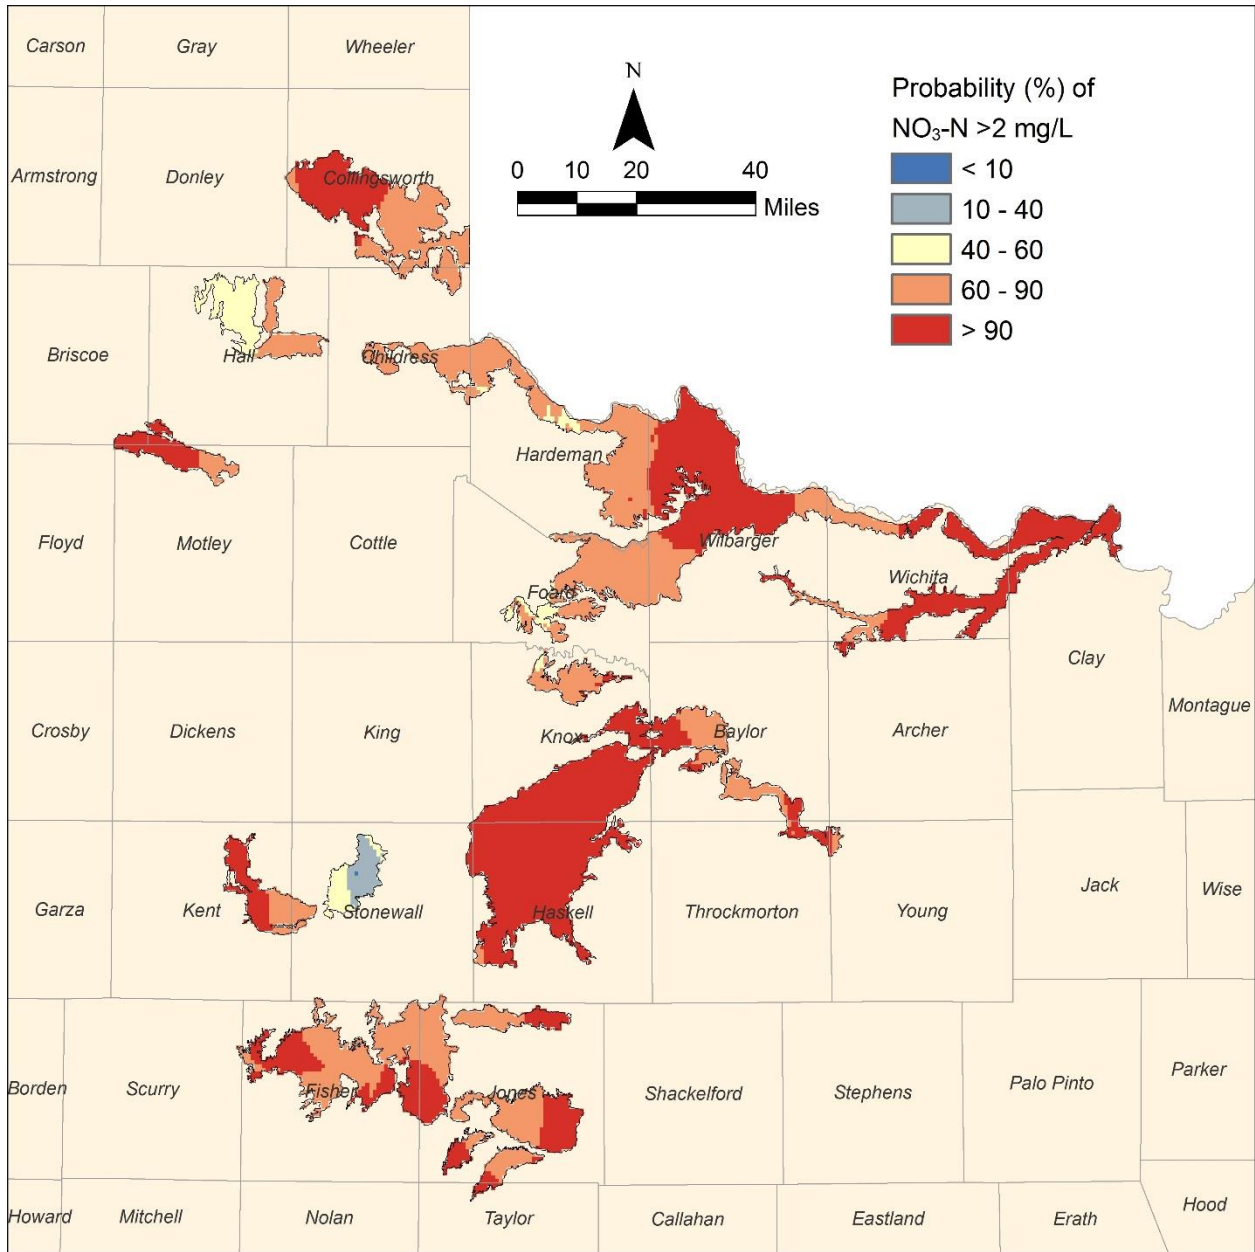 Carson
Gray
Wheeler
N
Probability (%) of
NO₃-N >2 mg/L
< 10
10 - 40
40 - 60
60 - 90
> 90
0 10 20 40
Miles
Armstrong
Donley
Collingsworth
Briscoe
Hall
Childress
Hardeman
Floyd
Motley
Cottle
Foard
Wilbarger
Wichita
Clay
Montague
Crosby
Dickens
King
Knox
Baylor
Archer
Garza
Kent
Stonewall
Haskell
Throckmorton
Young
Jack
Wise
Borden
Scurry
Fisher
Jones
Shackelford
Stephens
Palo Pinto
Parker
Howard
Mitchell
Nolan
Taylor
Callahan
Eastland
Erath
Hood